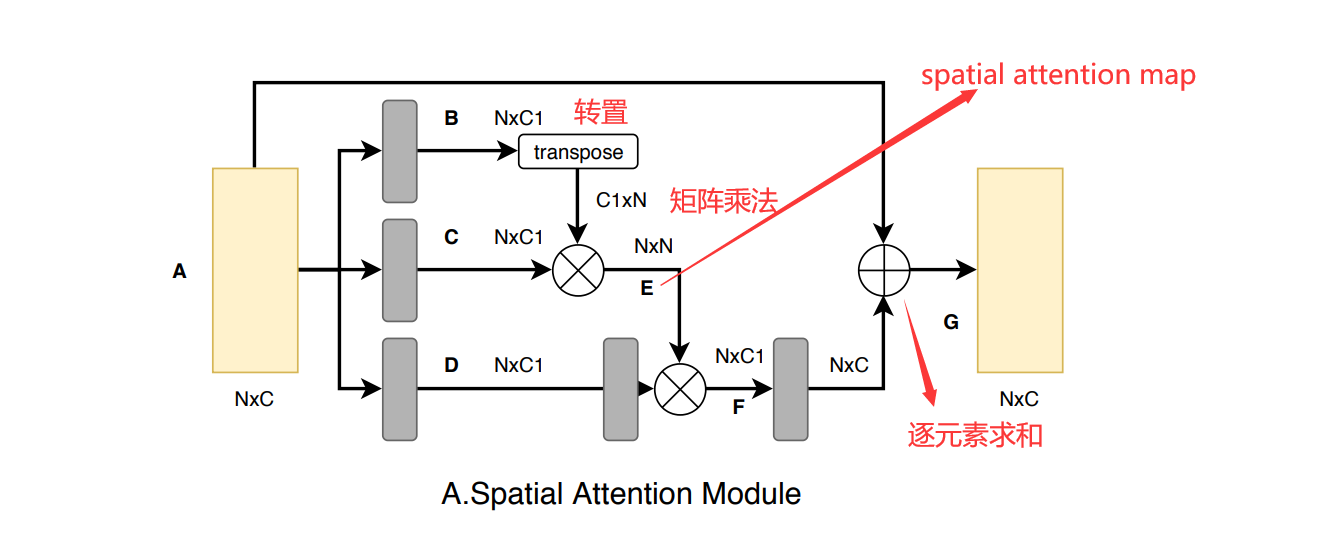 spatial attention map
B NxC1 转置
transpose
C1xN 矩阵乘法
C NxC1 NxN
A E
G
D NxC1 NxC1 NxC
NxC F NxC
逐元素求和
A.Spatial Attention Module